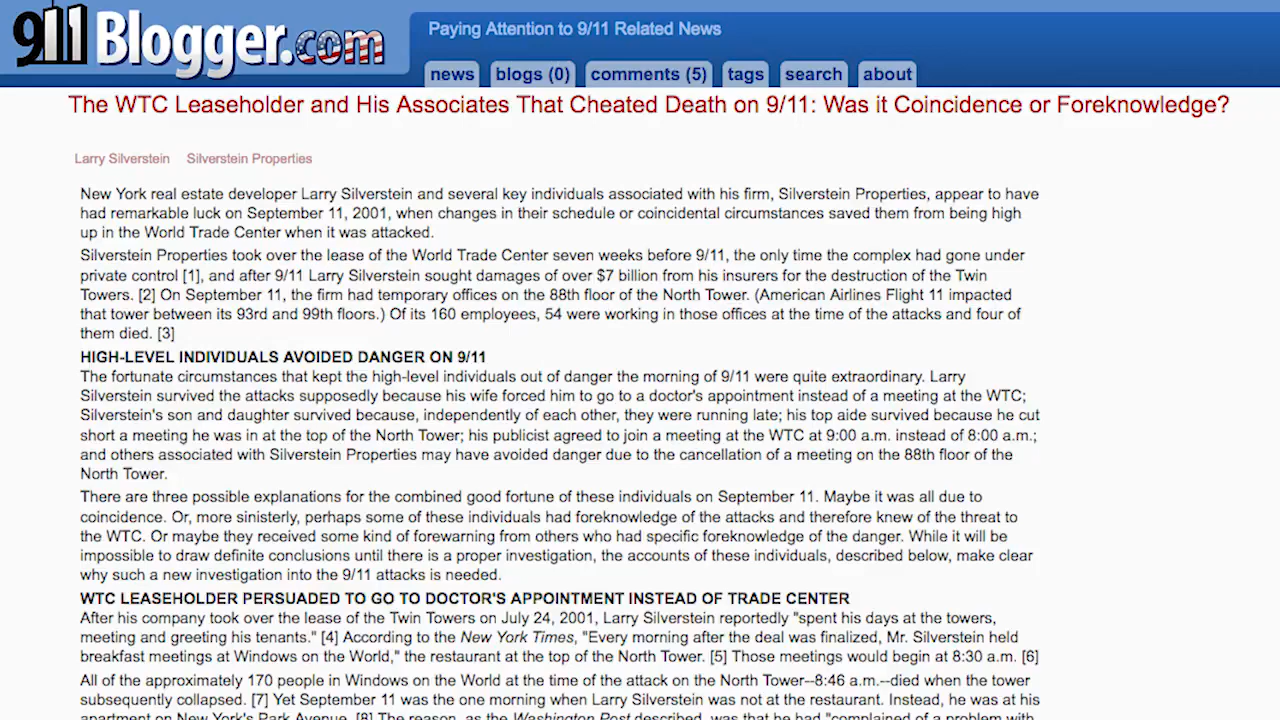 911Blogger.com
Paying Attention to 9/11 Related News
news blogs (0) comments (5) tags search about
The WTC Leaseholder and His Associates That Cheated Death on 9/11: Was it Coincidence or Foreknowledge?
Larry Silverstein Silverstein Properties
New York real estate developer Larry Silverstein and several key individuals associated with his firm, Silverstein Properties, appear to have
had remarkable luck on September 11, 2001, when changes in their schedule or coincidental circumstances saved them from being high
up in the World Trade Center when it was attacked.
Silverstein Properties took over the lease of the World Trade Center seven weeks before 9/11, the only time the complex had gone under
private control [1], and after 9/11 Larry Silverstein sought damages of over $7 billion from his insurers for the destruction of the Twin
Towers. [2] On September 11, the firm had temporary offices on the 88th floor of the North Tower. (American Airlines Flight 11 impacted
that tower between its 93rd and 99th floors.) Of its 160 employees, 54 were working in those offices at the time of the attacks and four of
them died. [3]
HIGH-LEVEL INDIVIDUALS AVOIDED DANGER ON 9/11
The fortunate circumstances that kept the high-level individuals out of danger the morning of 9/11 were quite extraordinary. Larry
Silverstein survived the attacks supposedly because his wife forced him to go to a doctor's appointment instead of a meeting at the WTC;
Silverstein's son and daughter survived because, independently of each other, they were running late; his top aide survived because he cut
short a meeting he was in at the top of the North Tower; his publicist agreed to join a meeting at the WTC at 9:00 a.m. instead of 8:00 a.m.;
and others associated with Silverstein Properties may have avoided danger due to the cancellation of a meeting on the 88th floor of the
North Tower.
There are three possible explanations for the combined good fortune of these individuals on September 11. Maybe it was all due to
coincidence. Or, more sinisterly, perhaps some of these individuals had foreknowledge of the attacks and therefore knew of the threat to
the WTC. Or maybe they received some kind of forewarning from others who had specific foreknowledge of the danger. While it will be
impossible to draw definite conclusions until there is a proper investigation, the accounts of these individuals, described below, make clear
why such a new investigation into the 9/11 attacks is needed.
WTC LEASEHOLDER PERSUADED TO GO TO DOCTOR'S APPOINTMENT INSTEAD OF TRADE CENTER
After his company took over the lease of the Twin Towers on July 24, 2001, Larry Silverstein reportedly "spent his days at the towers,
meeting and greeting his tenants." [4] According to the New York Times, "Every morning after the deal was finalized, Mr. Silverstein held
breakfast meetings at Windows on the World," the restaurant at the top of the North Tower. [5] Those meetings would begin at 8:30 a.m. [6]
All of the approximately 170 people in Windows on the World at the time of the attack on the North Tower--8:46 a.m.--died when the tower
subsequently collapsed. [7] Yet September 11 was the one morning when Larry Silverstein was not at the restaurant. Instead, he was at his
apartment on New York's Park Avenue. [8] The reason, as the Washington Post described, was that he had "complained of a problem with